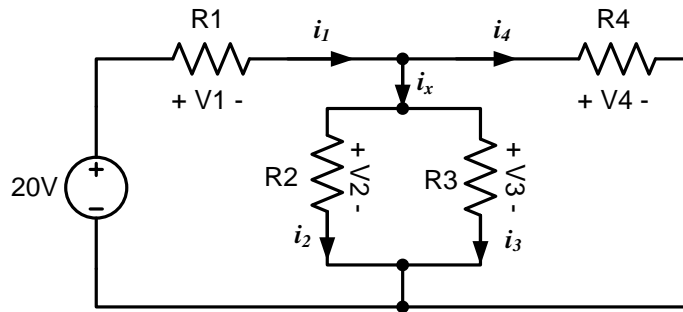 R1
i1
i4
R4
+ V1 -
ix
+ V4 -
20V
+
−
R2
+ V2 -
R3
+ V3 -
i2
i3